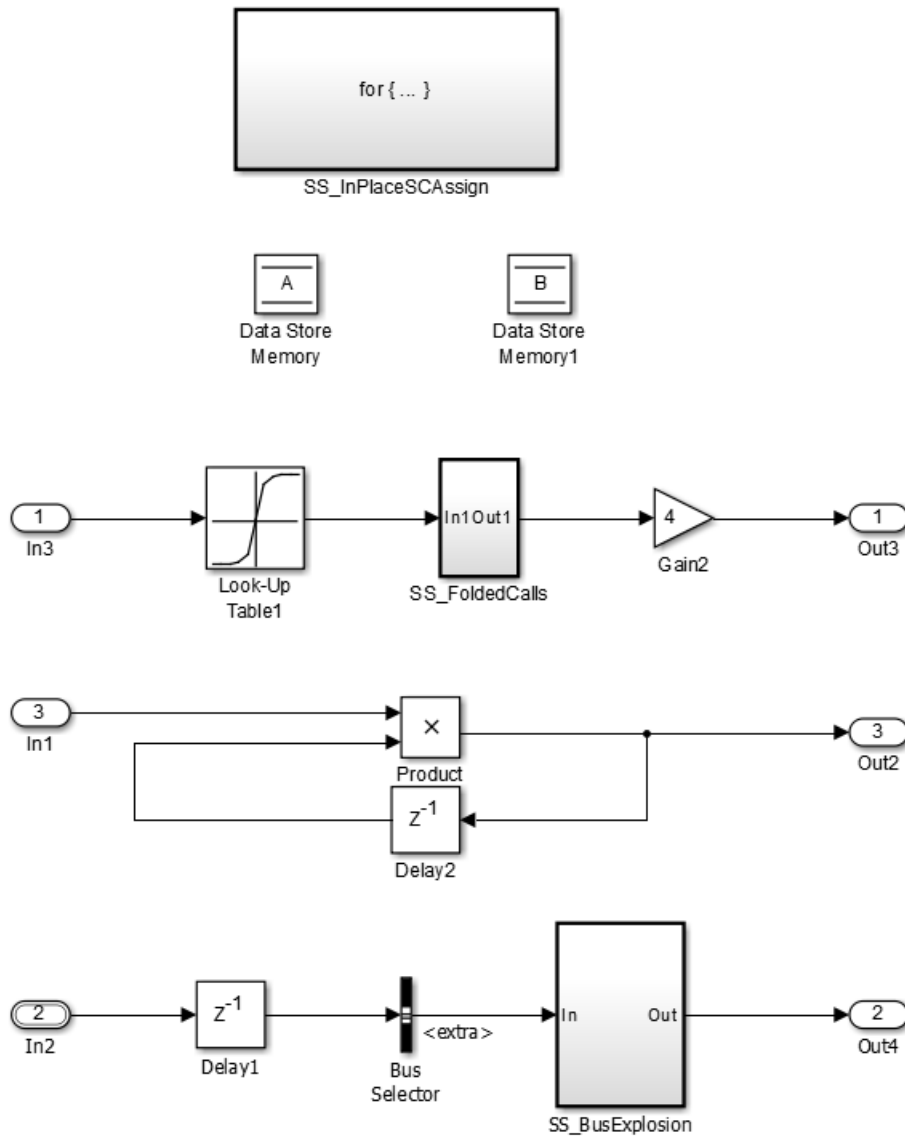 for { ... }
SS_InPlaceSCAssign
A
B
Data Store
Memory
Data Store
Memory1
1
In3
Look-Up
Table1
In1 Out1
SS_FoldedCalls
4
Gain2
1
Out3
3
In1
×
Product
Z-1
Delay2
3
Out2
2
In2
Z-1
Delay1
<extra>
Bus
Selector
In Out
SS_BusExplosion
2
Out4